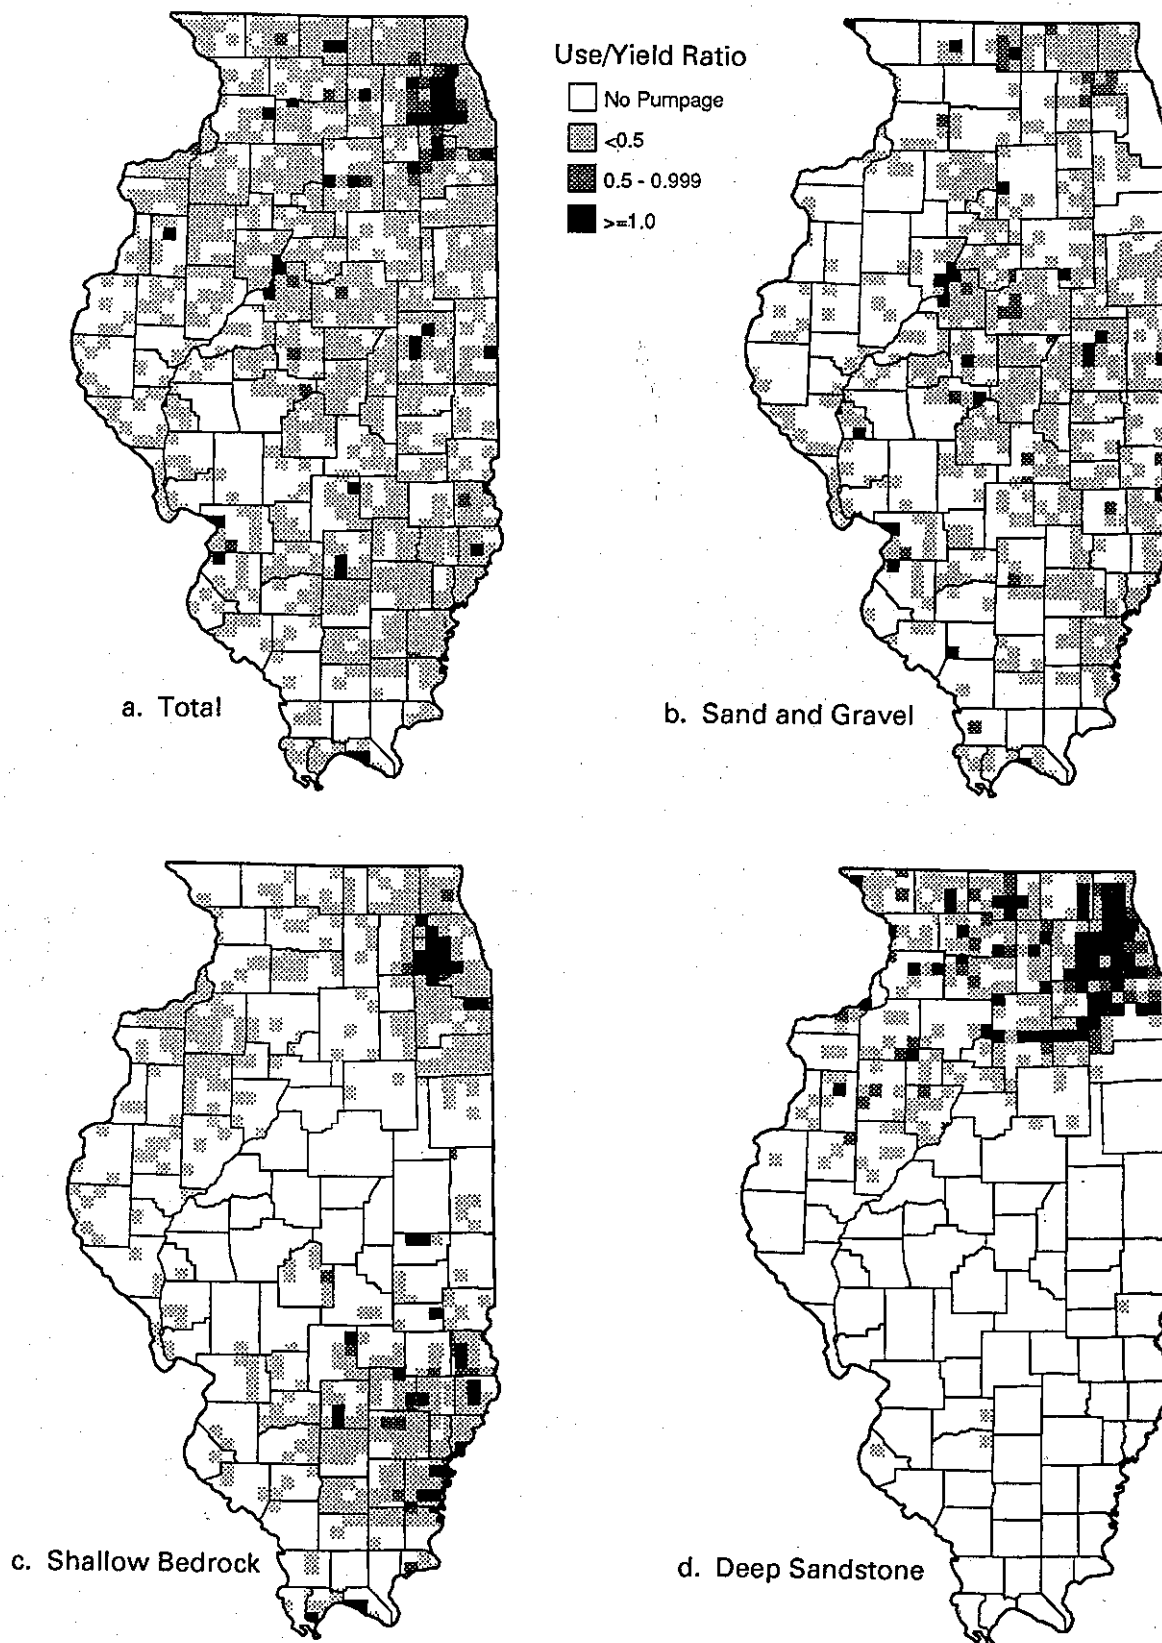 Use/Yield Ratio
No Pumpage
<0.5
0.5 - 0.999
>=1.0
a. Total
b. Sand and Gravel
c. Shallow Bedrock
d. Deep Sandstone